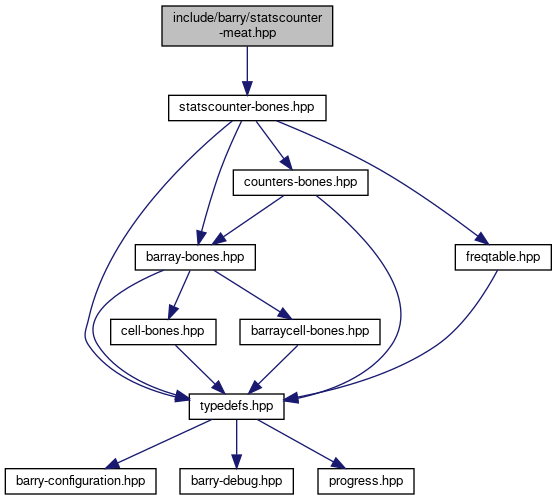 include/barry/statscounter
-meat.hpp
statscounter-bones.hpp
counters-bones.hpp
barray-bones.hpp
freqtable.hpp
cell-bones.hpp
barraycell-bones.hpp
typedefs.hpp
barry-configuration.hpp
barry-debug.hpp
progress.hpp